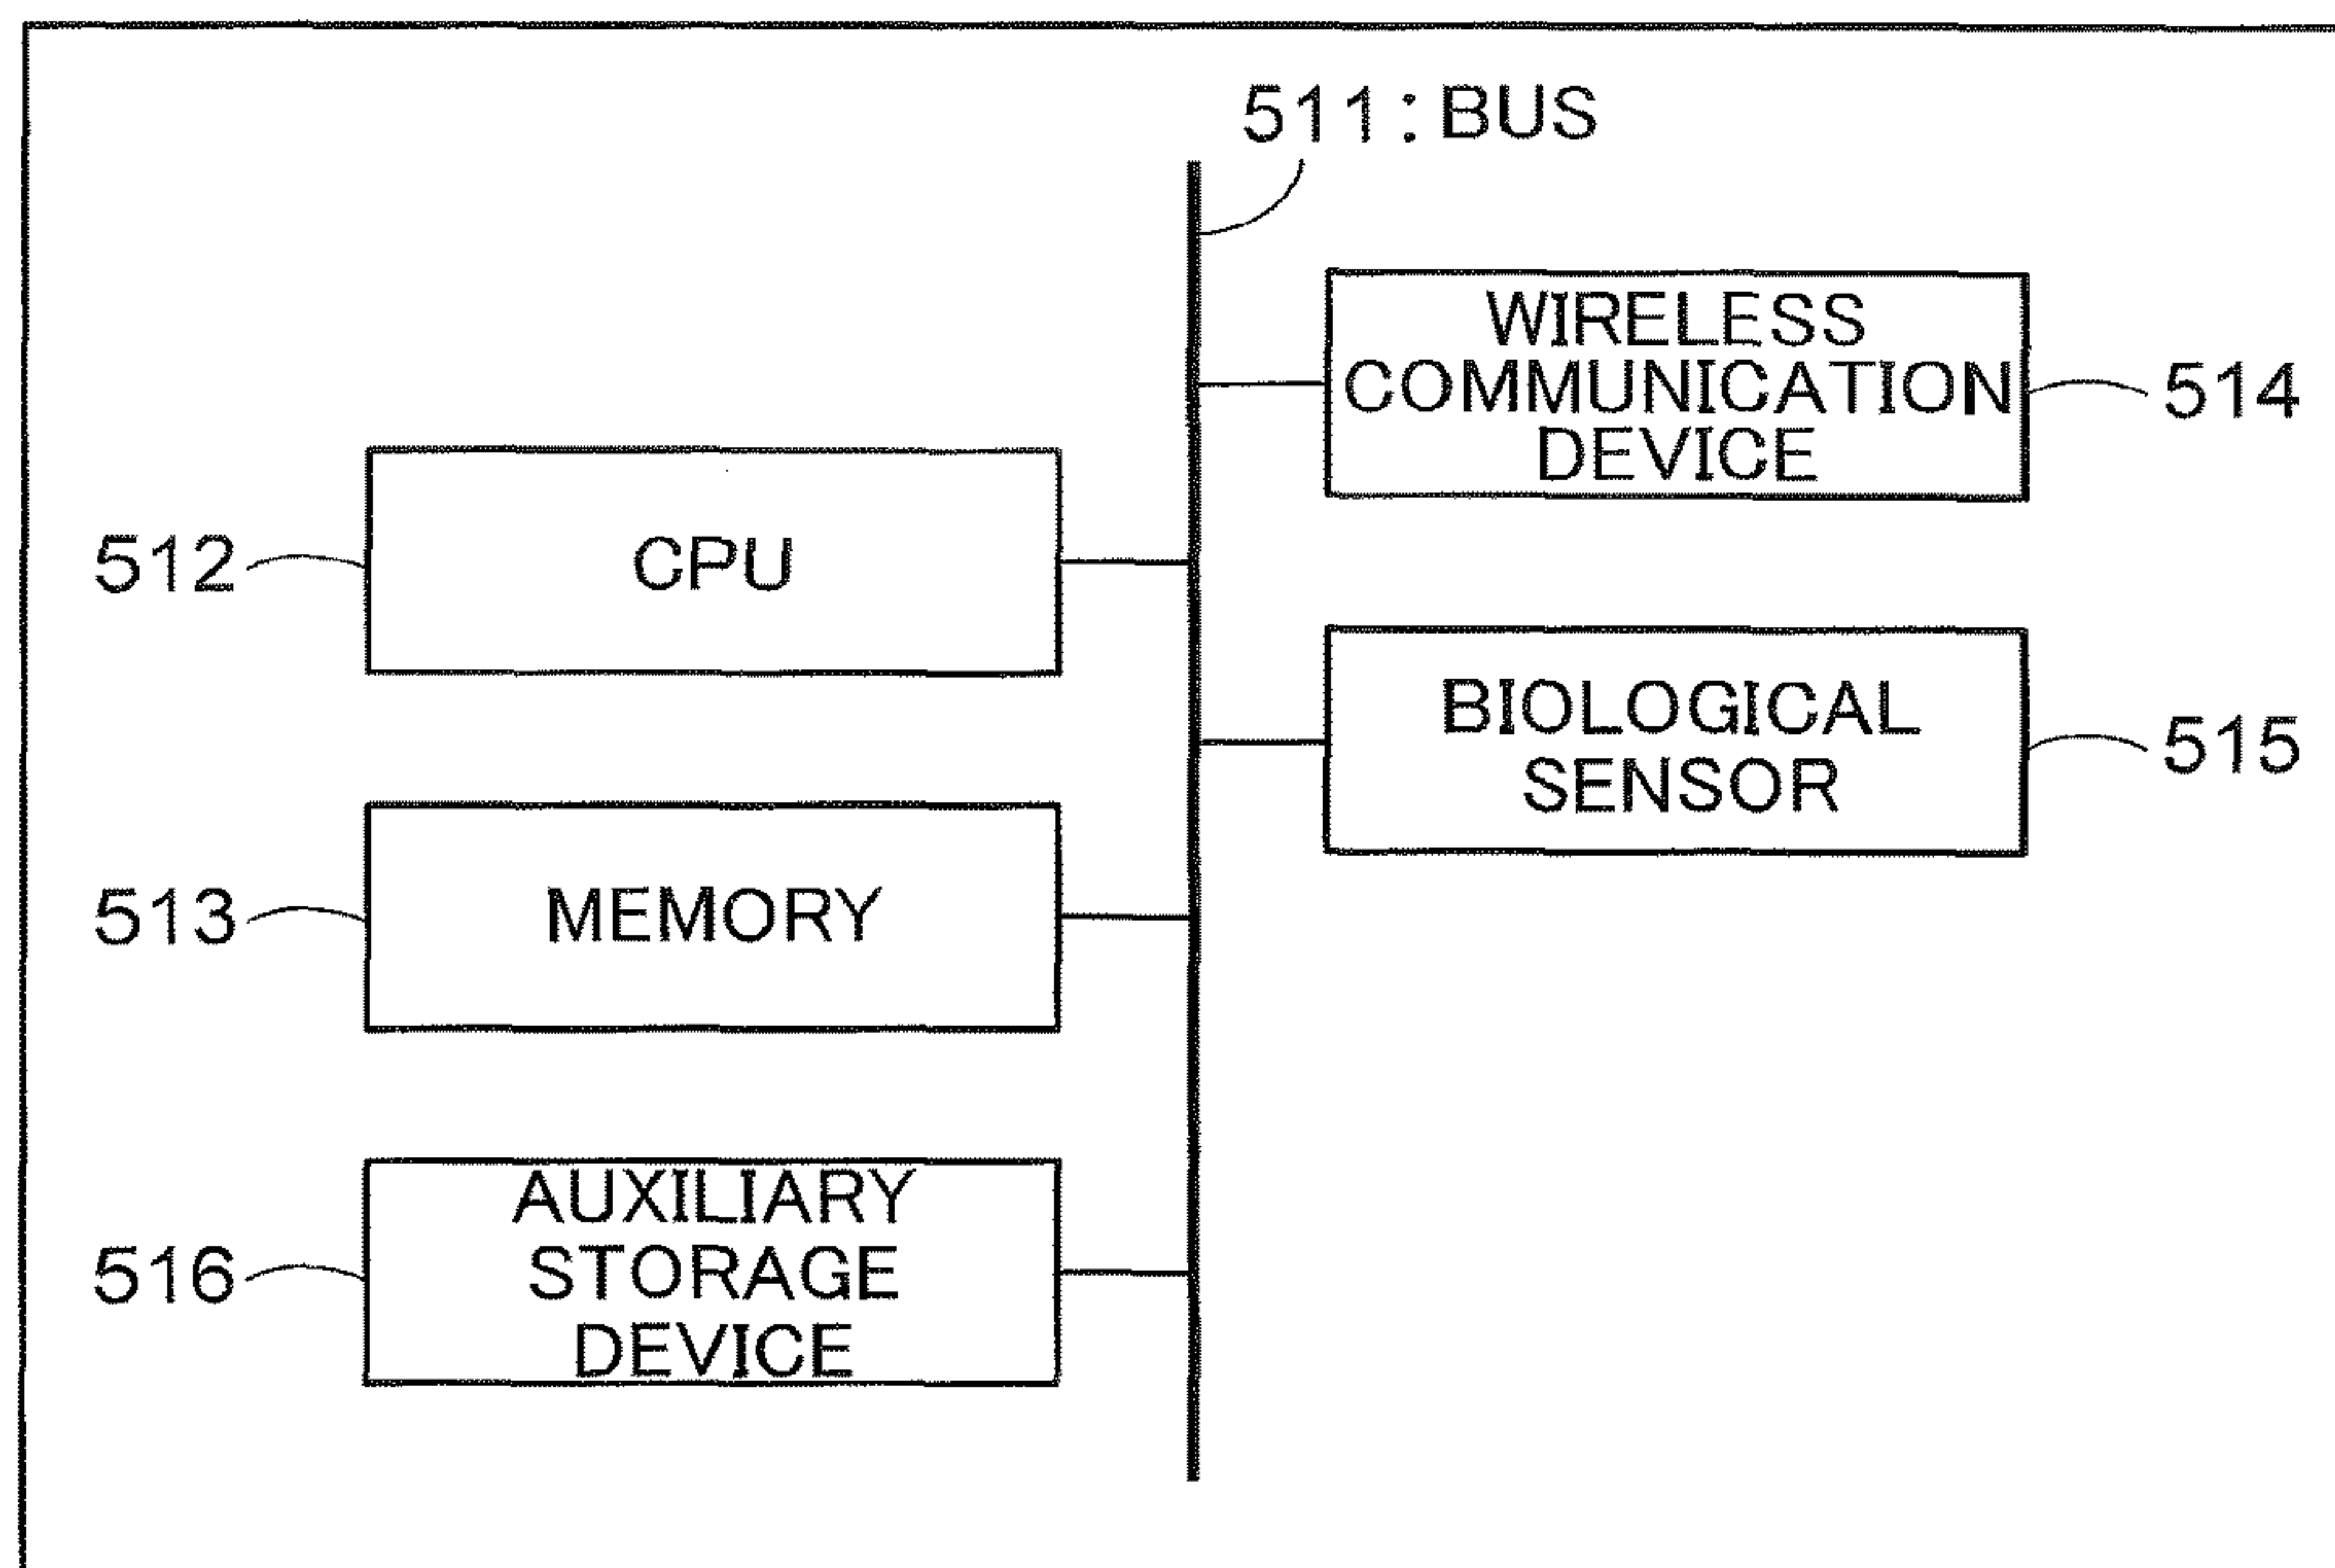 511: BUS
WIRELESS
COMMUNICATION
DEVICE
514
512
CPU
BIOLOGICAL
SENSOR
515
513
MEMORY
516
AUXILIARY
STORAGE
DEVICE